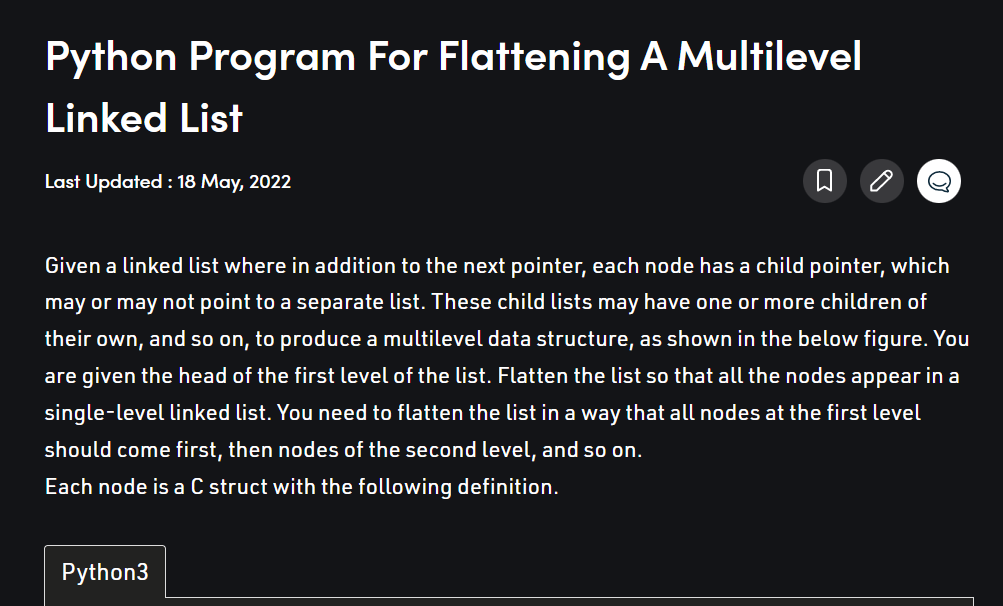 Python Program For Flattening A Multilevel
Linked List
Last Updated : 18 May, 2022
Given a linked list where in addition to the next pointer, each node has a child pointer, which
may or may not point to a separate list. These child lists may have one or more children of
their own, and so on, to produce a multilevel data structure, as shown in the below figure. You
are given the head of the first level of the list. Flatten the list so that all the nodes appear in a
single-level linked list. You need to flatten the list in a way that all nodes at the first level
should come first, then nodes of the second level, and so on.
Each node is a C struct with the following definition.
Python3